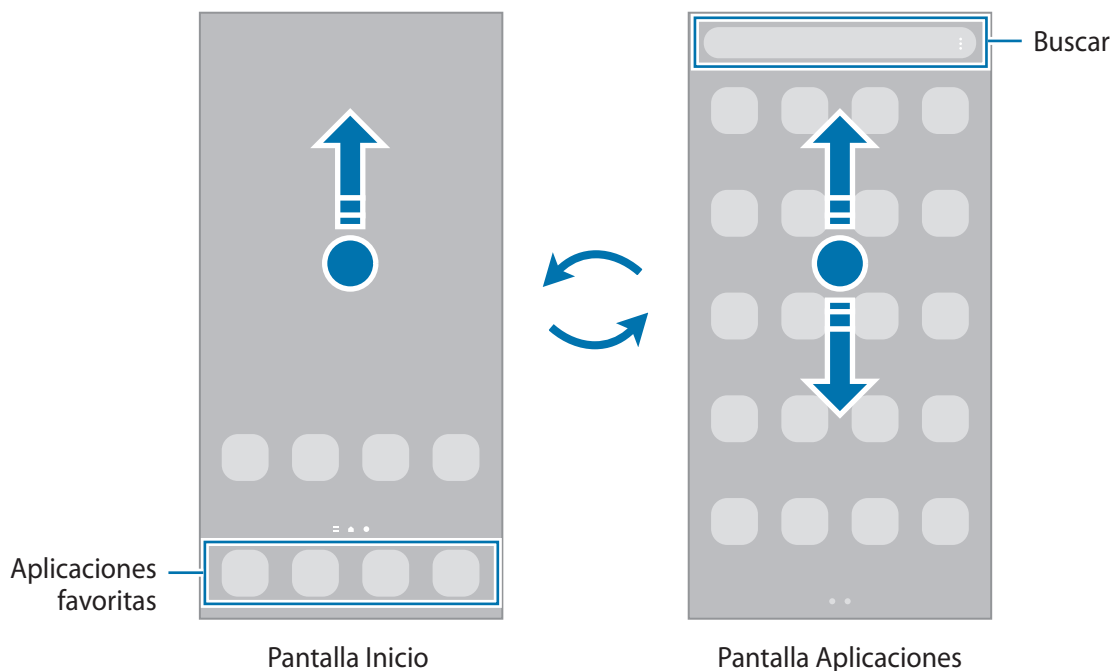 Buscar
Aplicaciones
favoritas
Pantalla Inicio
Pantalla Aplicaciones